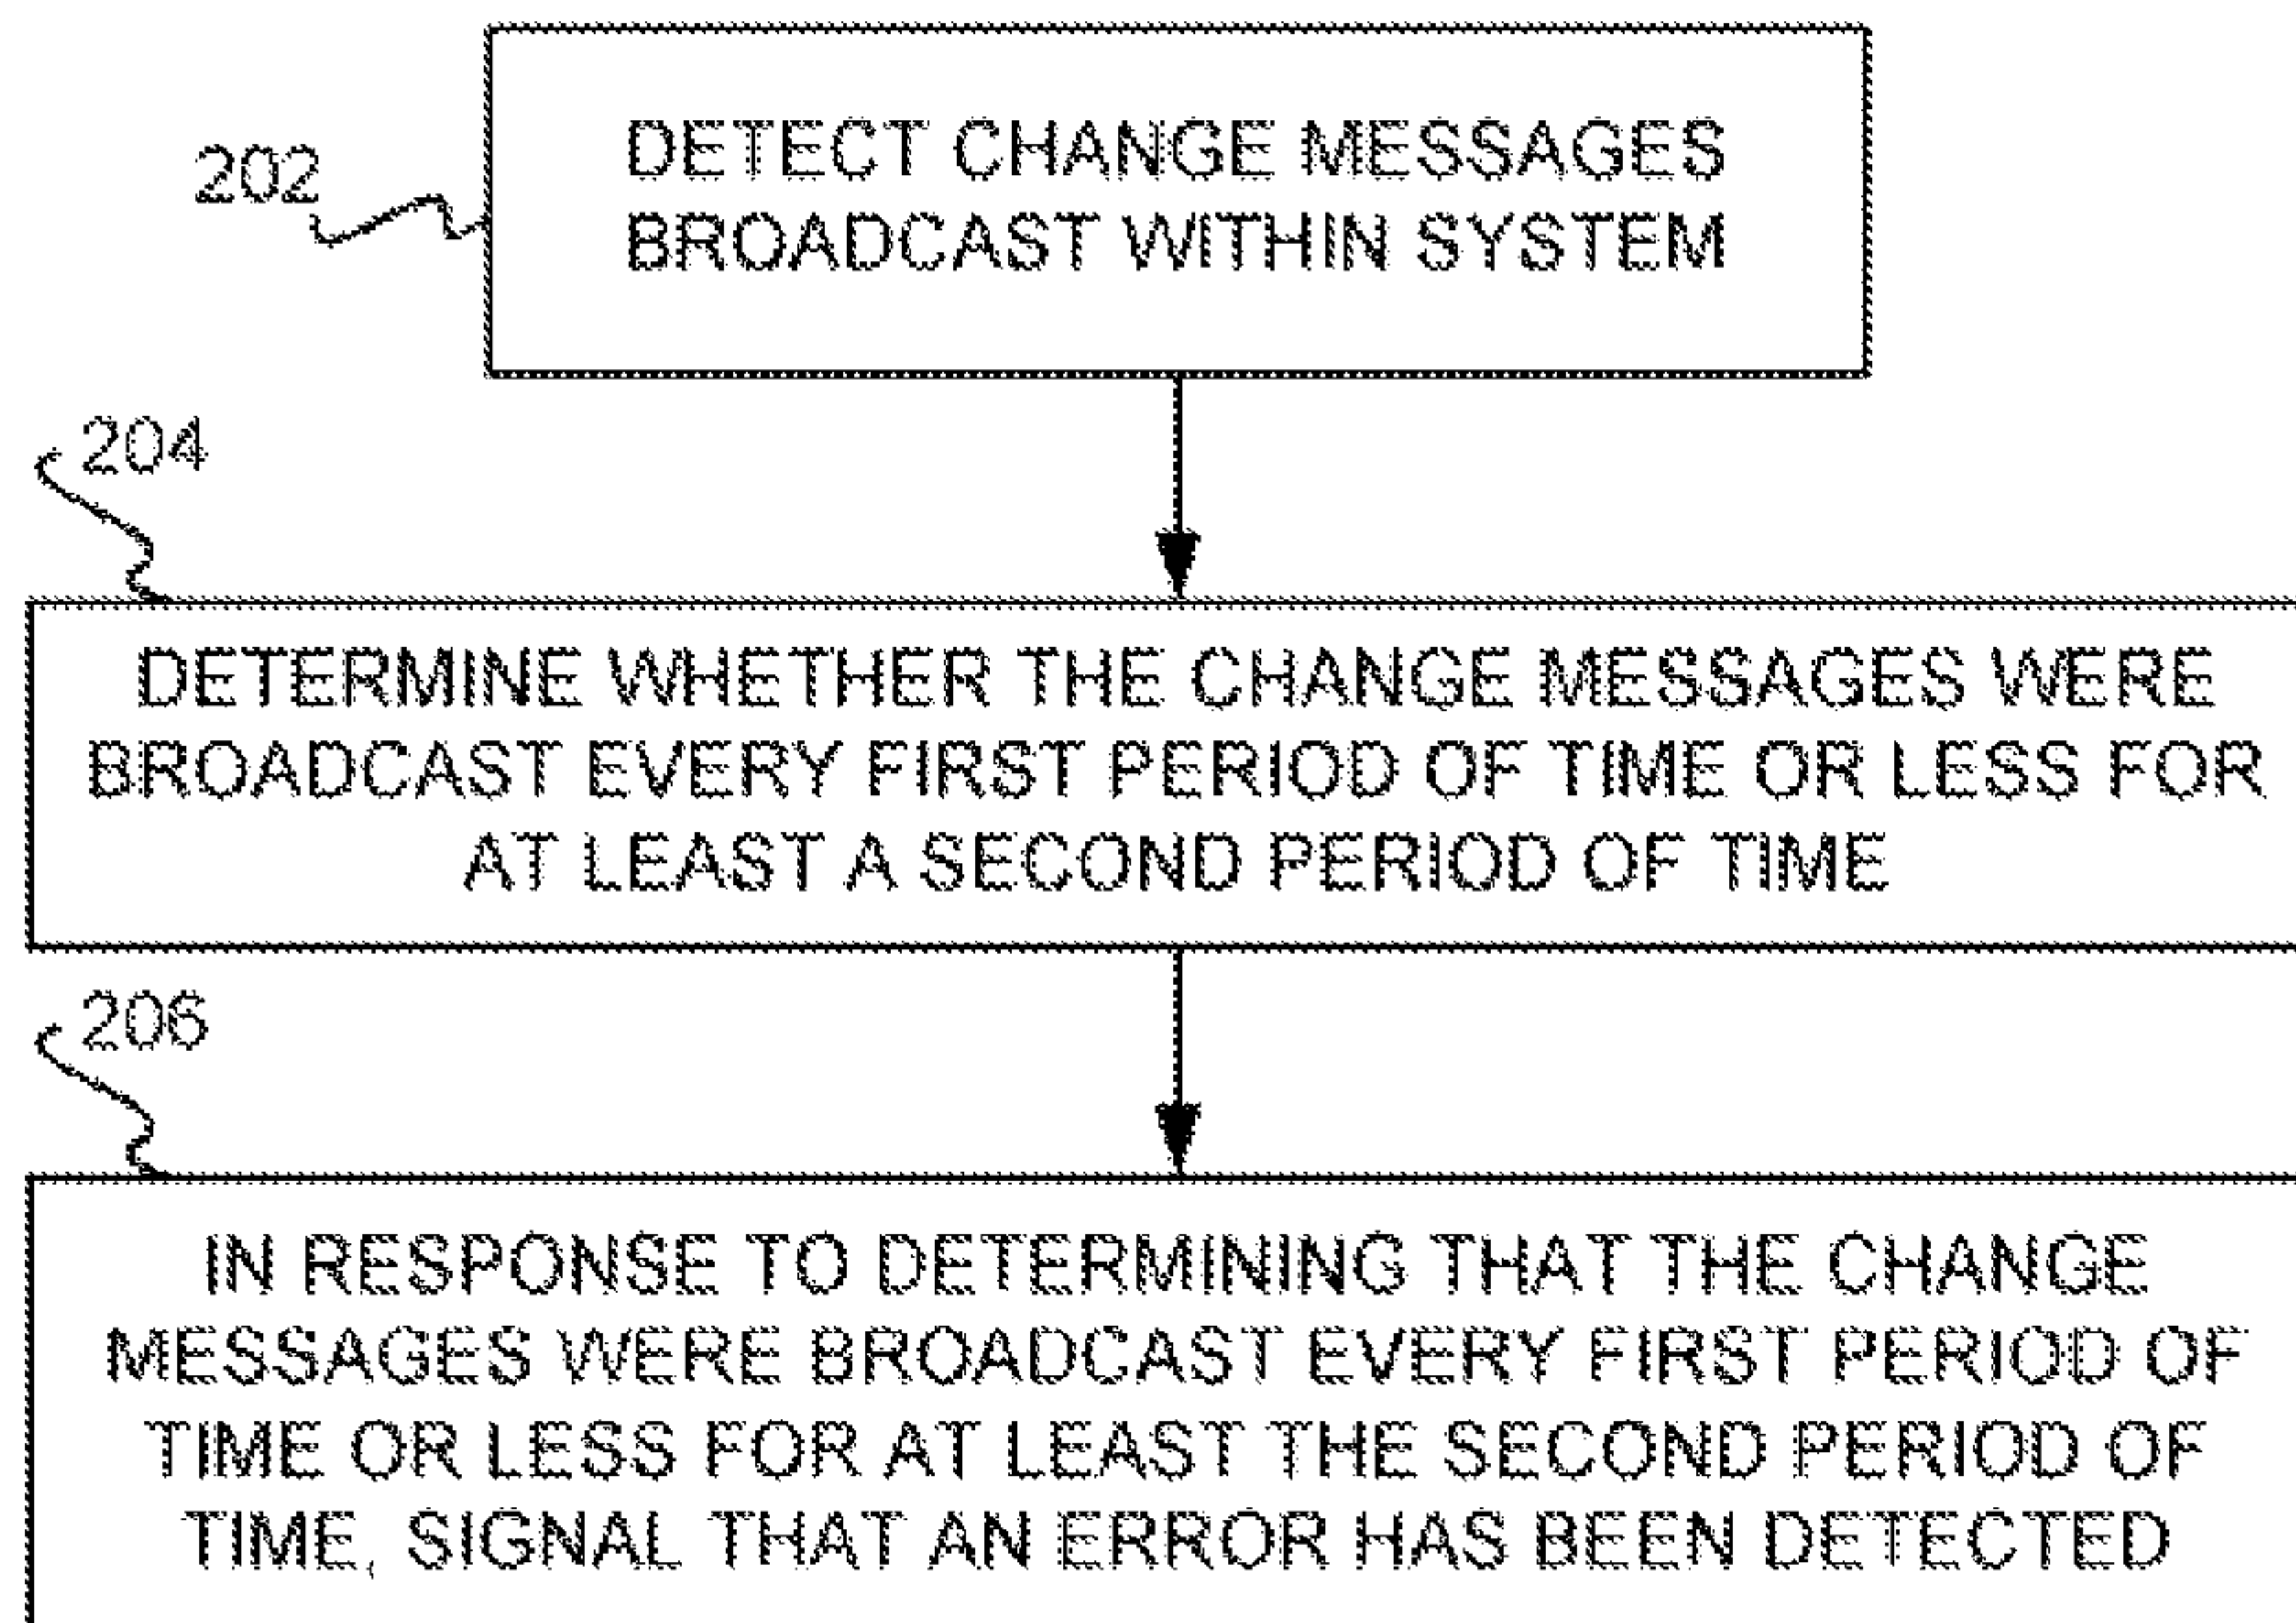 202
DETECT CHANGE MESSAGES
BROADCAST WITHIN SYSTEM
204
DETERMINE WHETHER THE CHANGE MESSAGES WERE
BROADCAST EVERY FIRST PERIOD OF TIME OR LESS FOR
AT LEAST A SECOND PERIOD OF TIME
206
IN RESPONSE TO DETERMINING THAT THE CHANGE
MESSAGES WERE BROADCAST EVERY FIRST PERIOD OF
TIME OR LESS FOR AT LEAST THE SECOND PERIOD OF
TIME, SIGNAL THAT AN ERROR HAS BEEN DETECTED